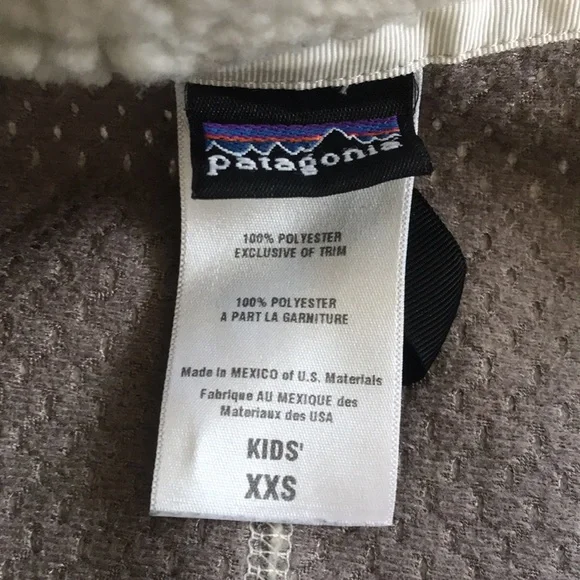 patagonia
100% POLYESTER
EXCLUSIVE OF TRIM
100% POLYESTER
A PART LA GARNITURE
Made in MEXICO of U.S. Materials
Fabrique AU MEXIQUE des
Materiaux des USA
KIDS'
XXS